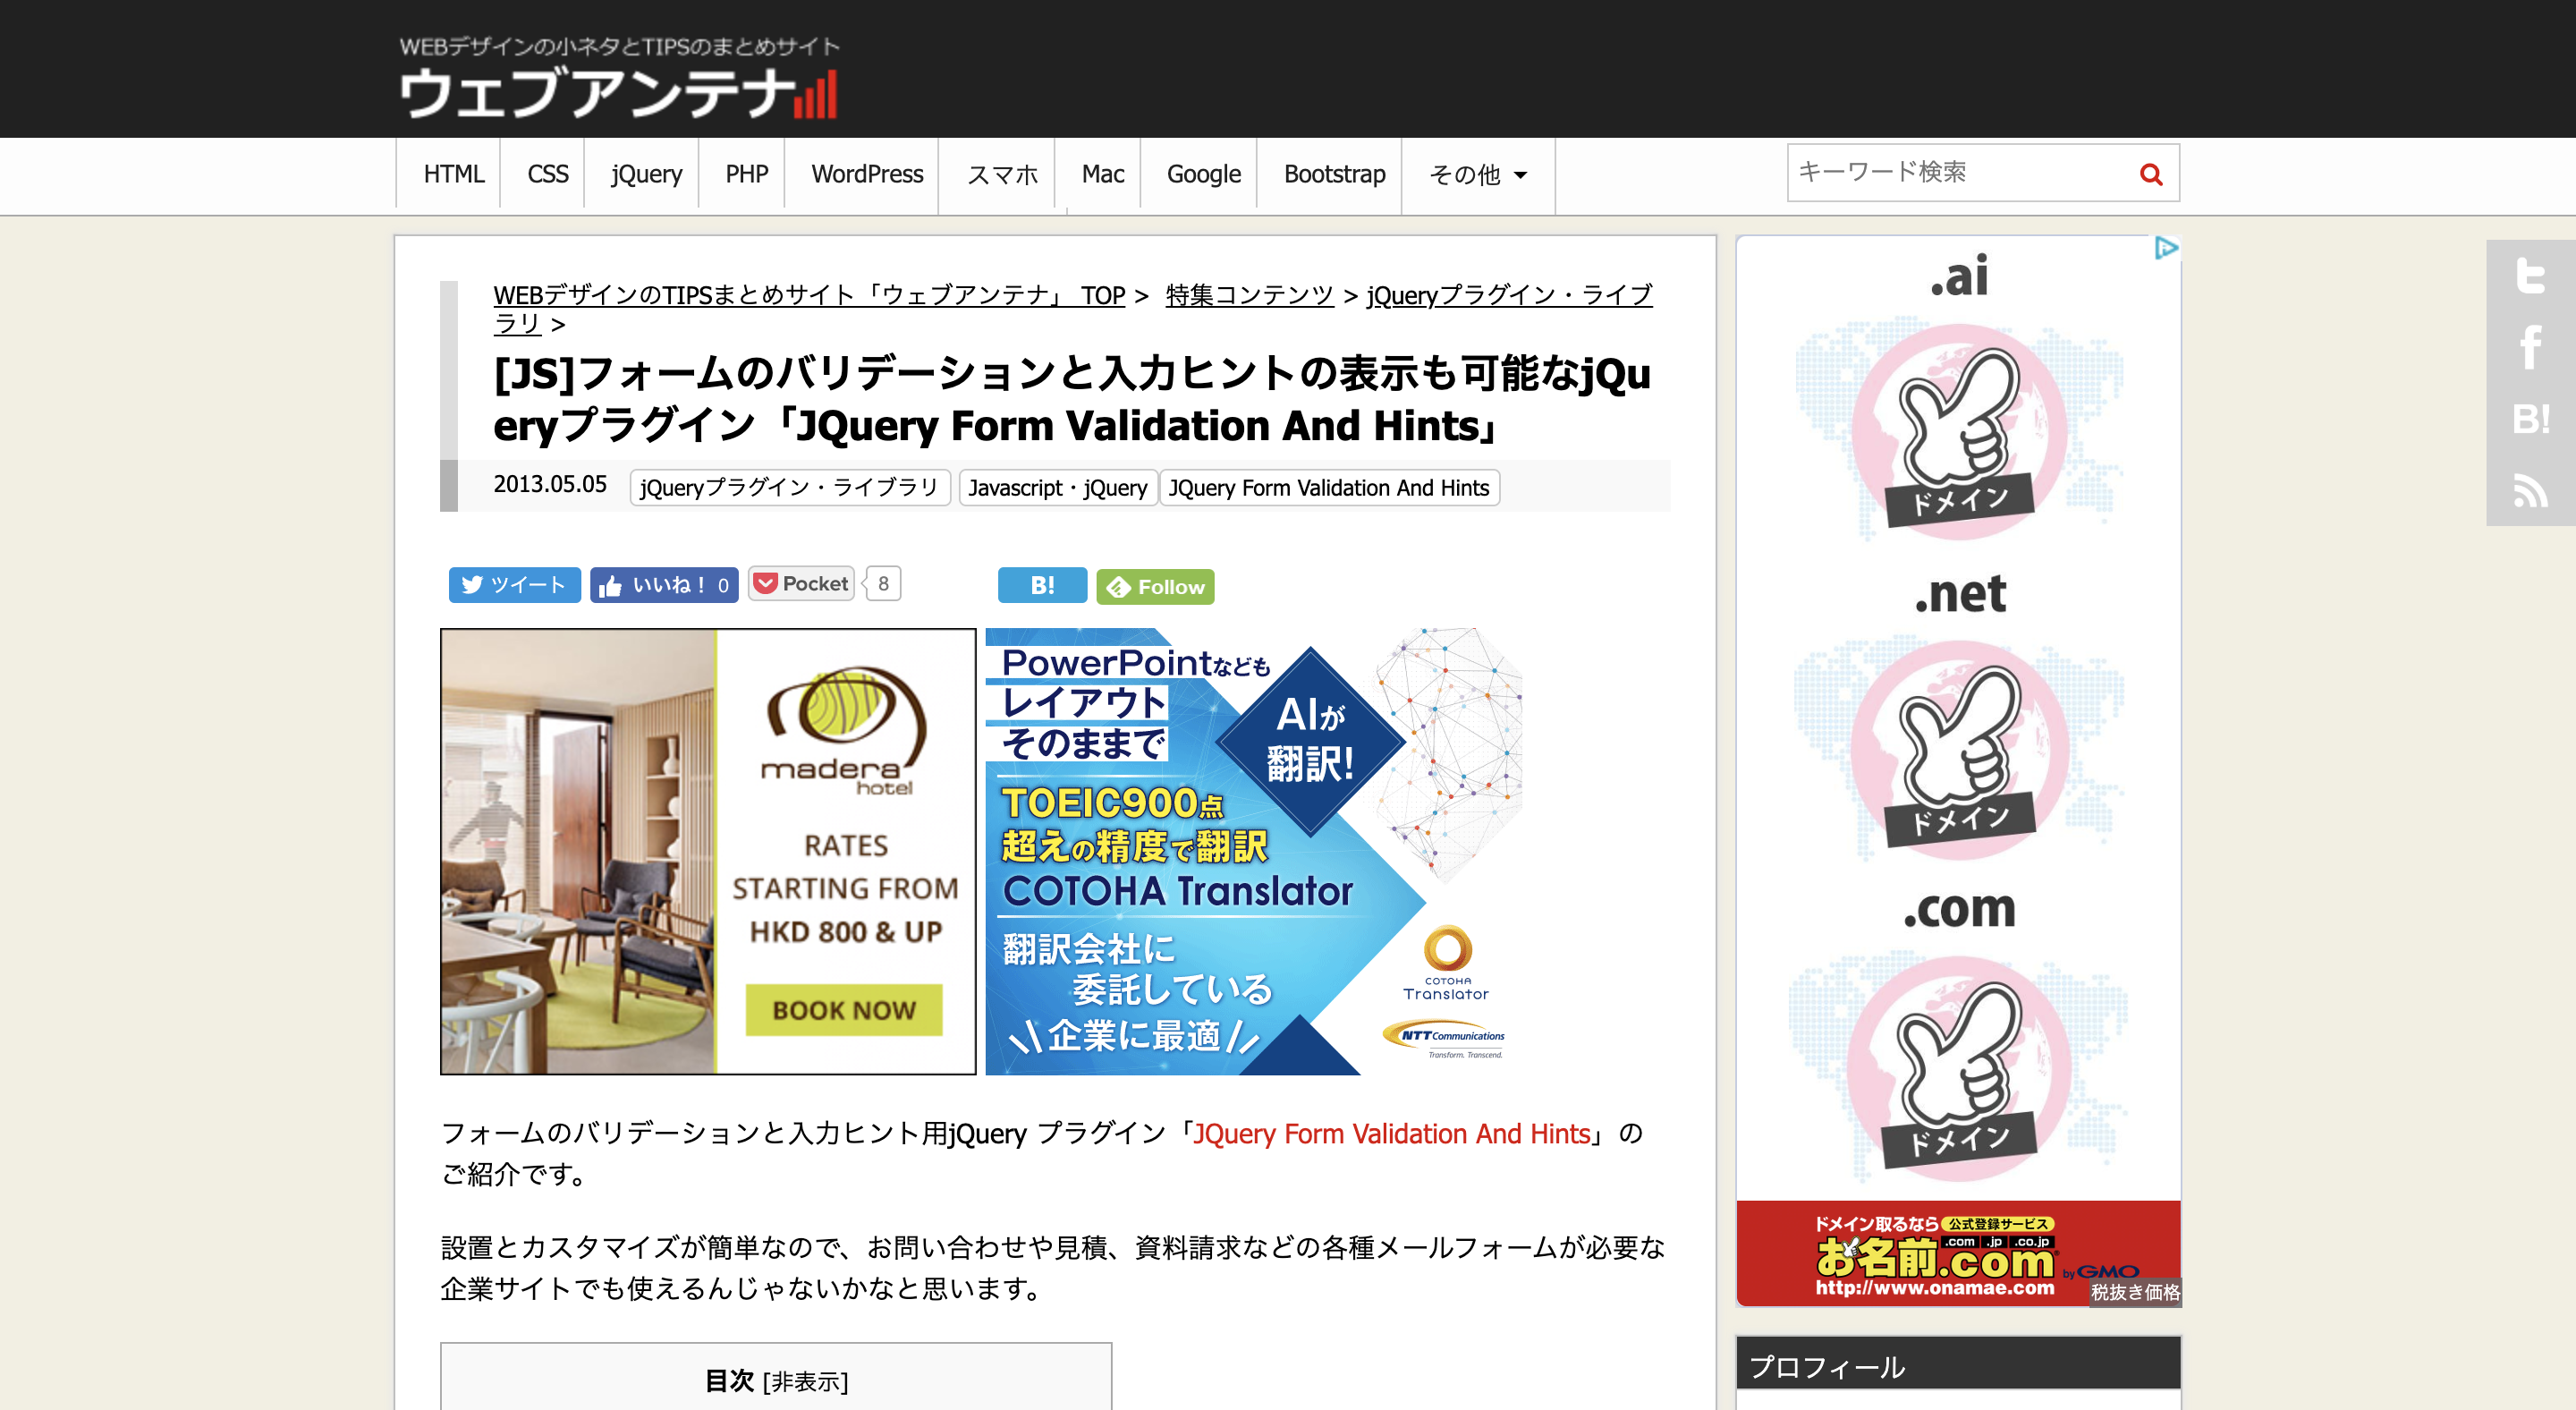 WEBデザインの小ネタとTIPSのまとめサイト
ウェブアンテナ
HTML
CSS
jQuery
PHP
WordPress
スマホ
Mac
Google
Bootstrap
その他
キーワード検索
WEBデザインのTIPSまとめサイト「ウェブアンテナ」 TOP > 特集コンテンツ > jQueryプラグイン・ライブ
ラリ >
[JS]フォームのバリデーションと入力ヒントの表示も可能なjQu
eryプラグイン「JQuery Form Validation And Hints」
2013.05.05
jQueryプラグイン・ライブラリ
Javascript・jQuery
JQuery Form Validation And Hints
ツイート
いいね！ 0
Pocket
8
B!
Follow
madera
hotel
RATES
STARTING FROM
HKD 800 & UP
BOOK NOW
PowerPointなども
レイアウト
そのままで
AIが
翻訳!
TOEIC900点
超えの精度で翻訳
COTOHA Translator
翻訳会社に
委託している
\\企業に最適//
COTOHA
Translator
NTT Communications
Transform. Transcend.
フォームのバリデーションと入力ヒント用jQuery プラグイン「JQuery Form Validation And Hints」の
ご紹介です。
設置とカスタマイズが簡単なので、お問い合わせや見積、資料請求などの各種メールフォームが必要な
企業サイトでも使えるんじゃないかなと思います。
目次 [非表示]
.ai
ドメイン
.net
ドメイン
.com
ドメイン
ドメイン取るなら 公式登録サービス
.com .jp .co.jp
お名前.com by GMO
http://www.onamae.com
税抜き価格
プロフィール
B!